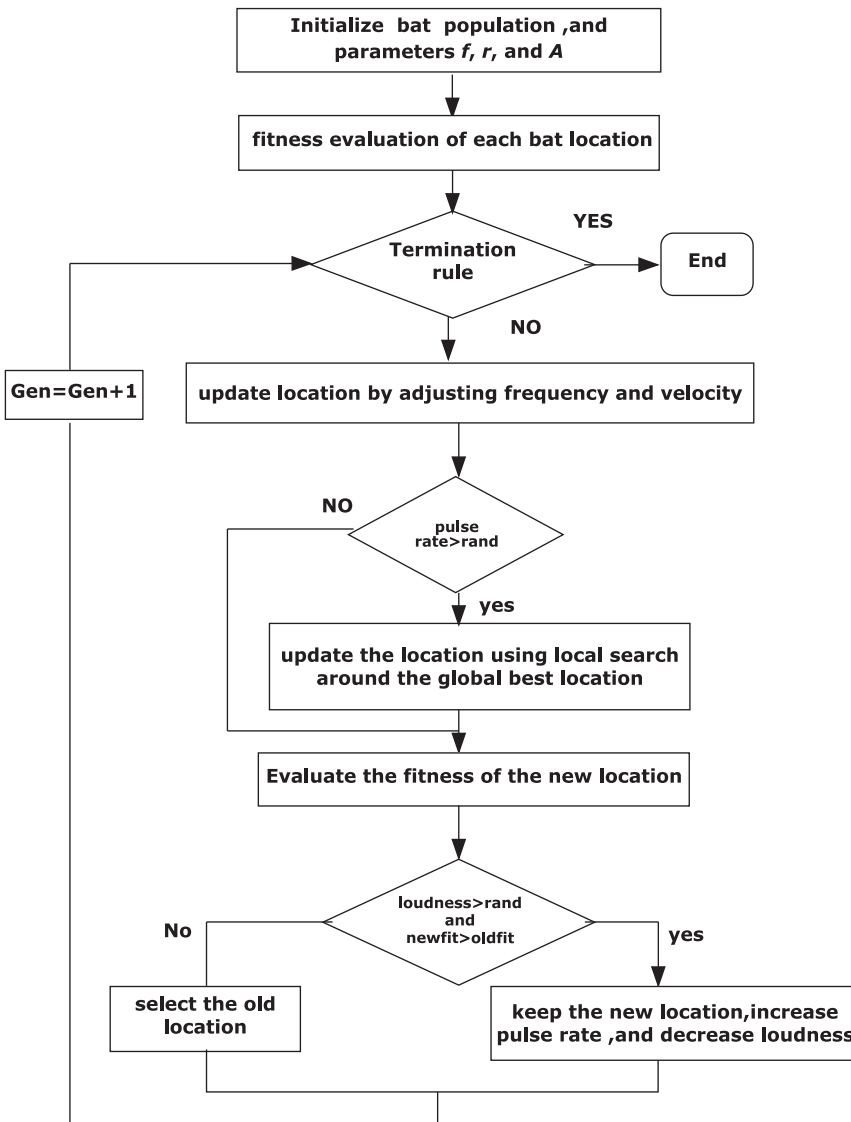 Initialize bat population ,and
parameters f, r, and A
fitness evaluation of each bat location
YES
Termination
rule
End
NO
Gen=Gen+1
update location by adjusting frequency and velocity
NO
pulse
rate>rand
yes
update the location using local search
around the global best location
Evaluate the fitness of the new location
loudness>rand
and
newfit>oldfit
No
yes
select the old
location
keep the new location,increase
pulse rate ,and decrease loudness